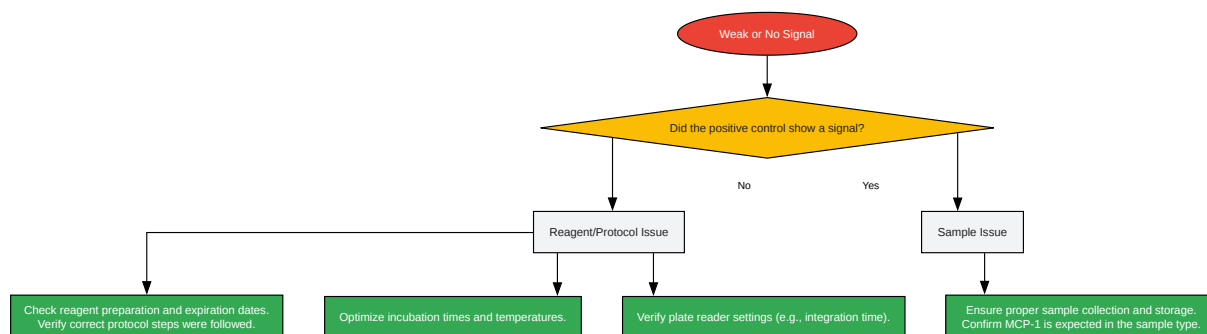 Weak or No Signal
Did the positive control show a signal?
No
Yes
Reagent/Protocol Issue
Sample Issue
Check reagent preparation and expiration dates.
Verify correct protocol steps were followed.
Optimize incubation times and temperatures.
Verify plate reader settings (e.g., integration time).
Ensure proper sample collection and storage.
Confirm MCP-1 is expected in the sample type.